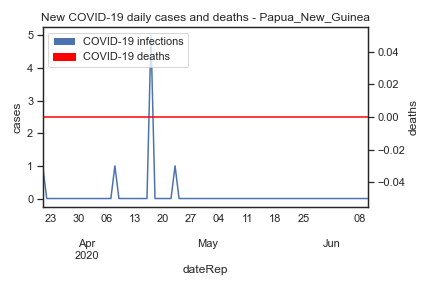 New COVID-19 daily cases and deaths - Papua_New_Guinea
COVID-19 infections
COVID-19 deaths
5
4
3
2
1
0
cases
0.04
0.02
0.00
−0.02
−0.04
deaths
23 30 06 13 20 27 04 11 18 25 08
Apr May Jun
2020
dateRep